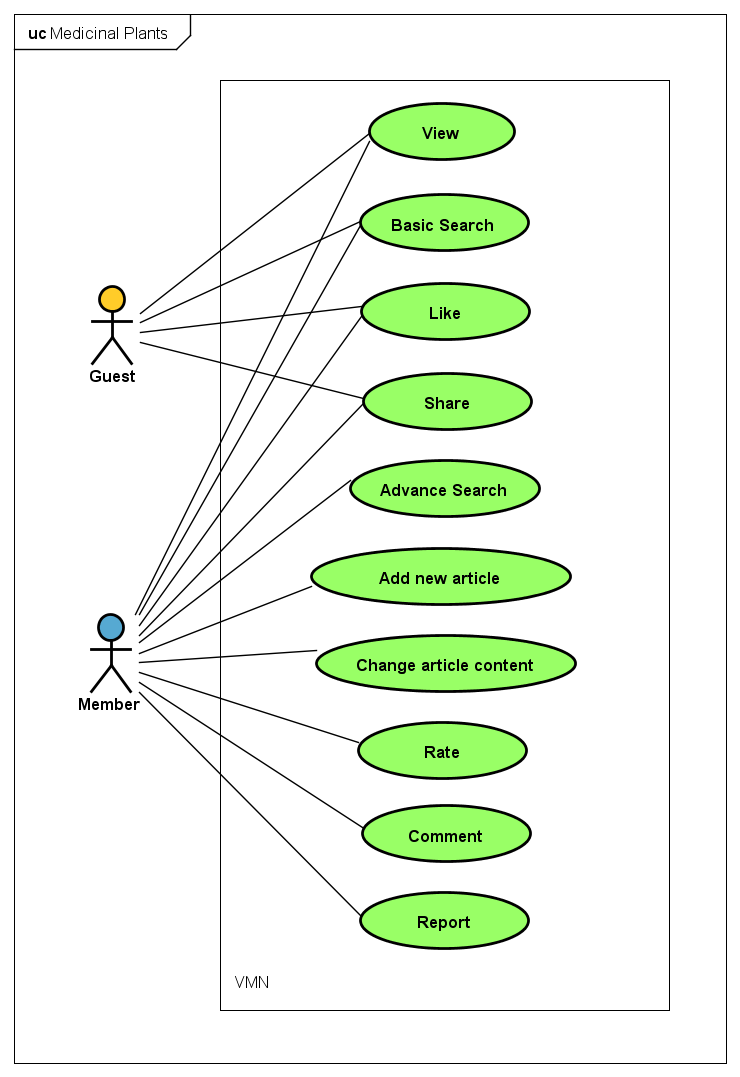 uc Medicinal Plants
View
Basic Search
Like
Guest
Share
Advance Search
Add new article
Change article content
Member
Rate
Comment
Report
VMN